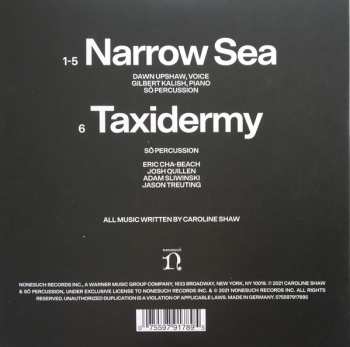 1-5 Narrow Sea
DAWN UPSHAW, VOICE
GILBERT KALISH, PIANO
SŌ PERCUSSION
6 Taxidermy
SŌ PERCUSSION
ERIC CHA-BEACH
JOSH QUILLEN
ADAM SLIWINSKI
JASON TREUTING
ALL MUSIC WRITTEN BY CAROLINE SHAW
nonesuch
n
NONESUCH RECORDS INC., A WARNER MUSIC GROUP COMPANY, 1633 BROADWAY, NEW YORK, NY 10019. ℗ 2021 CAROLINE SHAW
& SŌ PERCUSSION, UNDER EXCLUSIVE LICENSE TO NONESUCH RECORDS INC. & © 2021 NONESUCH RECORDS INC. ALL RIGHTS
RESERVED. UNAUTHORIZED DUPLICATION IS A VIOLATION OF APPLICABLE LAWS. MADE IN GERMANY.
0 75597 91789